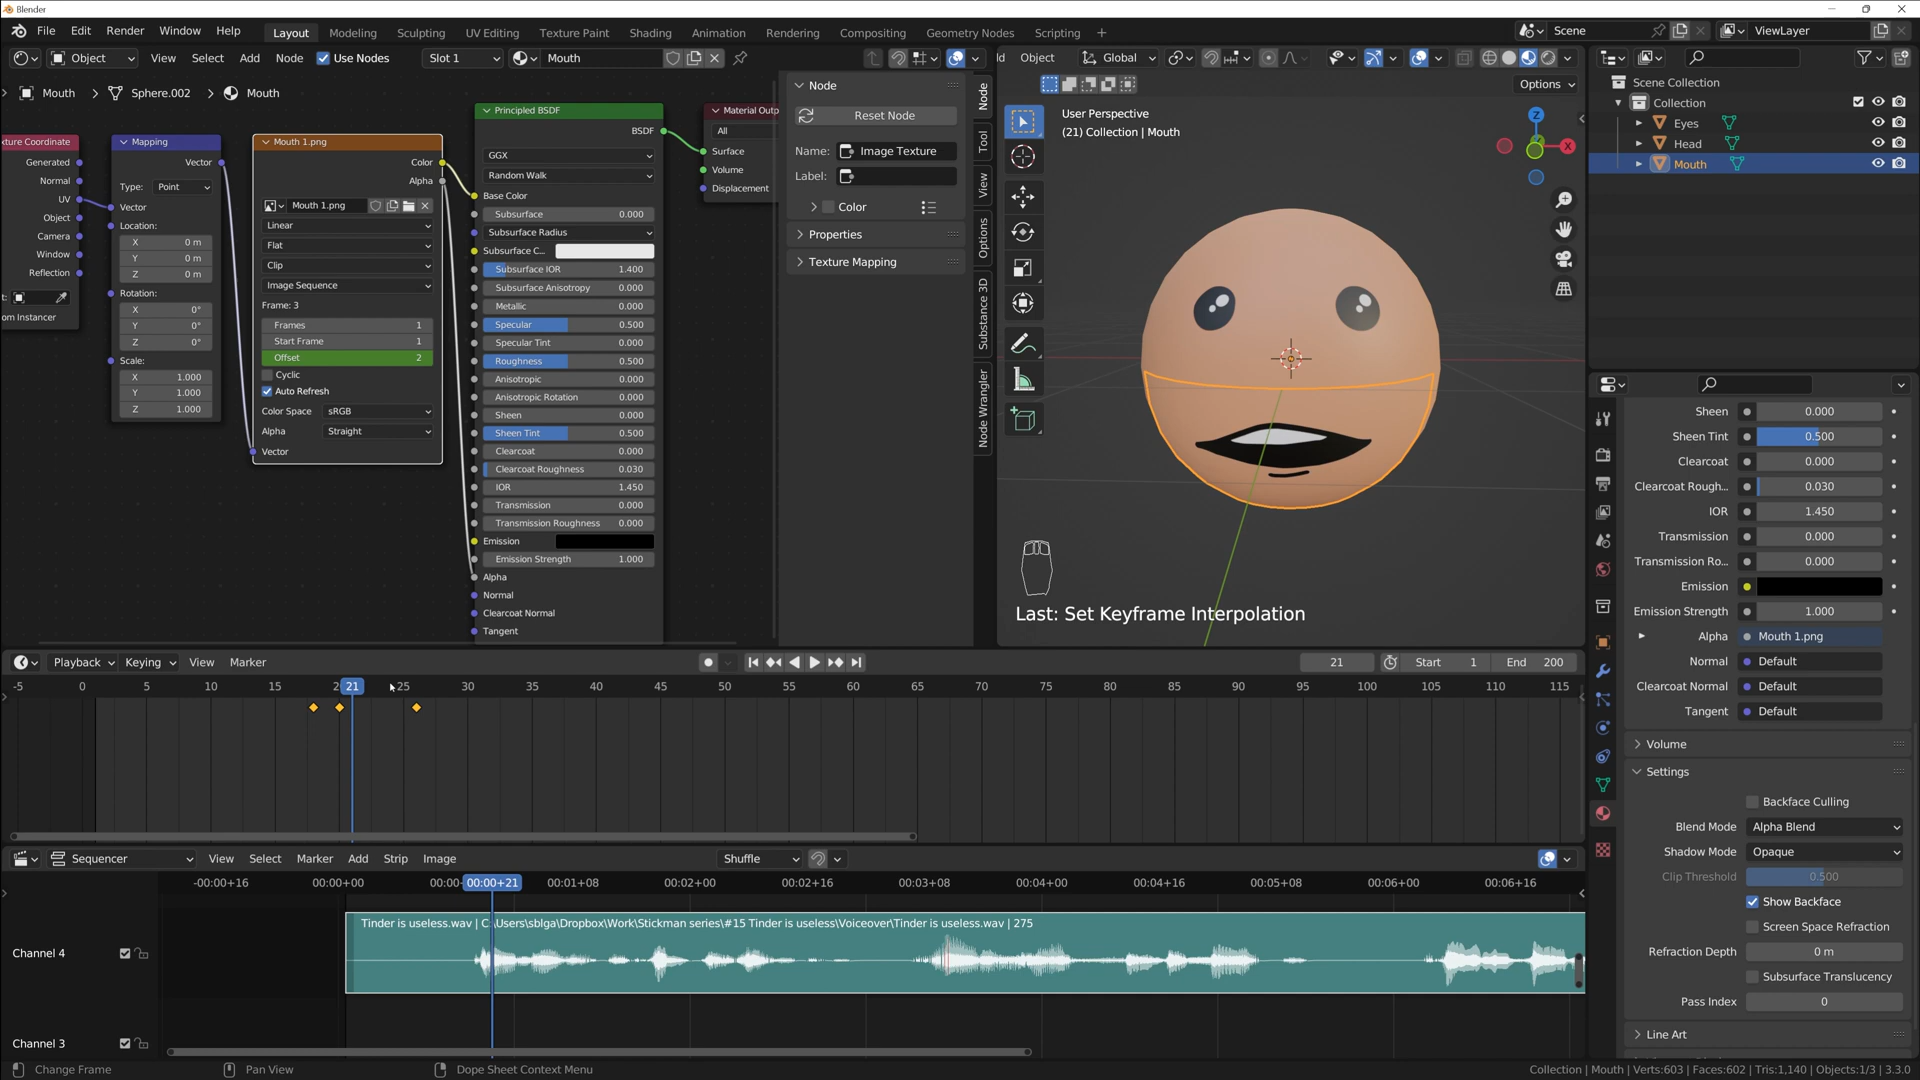 Blender
File Edit Render Window Help Layout Modeling Sculpting UV Editing Texture Paint Shading Animation Rendering Compositing Geometry Nodes Scripting + Scene ViewLayer
Object View Select Add Node Use Nodes Slot 1 Mouth
Global
Options
Mouth > Sphere.002 > Mouth
xture Coordinate
Generated
Normal
UV
Object
Camera
Window
Reflection
om Instancer
Mapping
Vector
Type: Point
Vector
Location:
X 0 m
Y 0 m
Z 0 m
Rotation:
X 0°
Y 0°
Z 0°
Scale:
X 1.000
Y 1.000
Z 1.000
Mouth 1.png
Color
Alpha
Mouth 1.png
Linear
Flat
Clip
Image Sequence
Frame: 3
Frames 1
Start Frame 1
Offset 2
Cyclic
Auto Refresh
Color Space sRGB
Alpha Straight
Vector
Principled BSDF
BSDF
GGX
Random Walk
Base Color
Subsurface 0.000
Subsurface Radius
Subsurface C...
Subsurface IOR 1.400
Subsurface Anisotropy 0.000
Metallic 0.000
Specular 0.500
Specular Tint 0.000
Roughness 0.500
Anisotropic 0.000
Anisotropic Rotation 0.000
Sheen 0.000
Sheen Tint 0.500
Clearcoat 0.000
Clearcoat Roughness 0.030
IOR 1.450
Transmission 0.000
Transmission Roughness 0.000
Emission
Emission Strength 1.000
Alpha
Normal
Clearcoat Normal
Tangent
Material Outp
All
Surface
Volume
Displacement
Node
Reset Node
Name: Image Texture
Label:
Color
Properties
Texture Mapping
Node
Tool
View
Options
Substance 3D
Node Wrangler
User Perspective
(21) Collection | Mouth
Z
X
Last: Set Keyframe Interpolation
Scene Collection
Collection
Eyes
Head
Mouth
Sheen 0.000
Sheen Tint 0.500
Clearcoat 0.000
Clearcoat Rough... 0.030
IOR 1.450
Transmission 0.000
Transmission Ro... 0.000
Emission
Emission Strength 1.000
Alpha Mouth 1.png
Normal Default
Clearcoat Normal Default
Tangent Default
Volume
Settings
Backface Culling
Blend Mode Alpha Blend
Shadow Mode Opaque
Clip Threshold 0.500
Show Backface
Screen Space Refraction
Refraction Depth 0 m
Subsurface Translucency
Pass Index 0
Line Art
Playback Keying View Marker 21 Start 1 End 200
-5 0 5 10 15 2 21 25 30 35 40 45 50 55 60 65 70 75 80 85 90 95 100 105 110 115
Sequencer View Select Marker Add Strip Image Shuffle
-00:00+16 00:00+00 00:00- 00:00+21 00:01+08 00:02+00 00:02+16 00:03+08 00:04+00 00:04+16 00:05+08 00:06+00 00:06+16
Tinder is useless.wav | C:\Users\sblga\Dropbox\Work\Stickman series\#15 Tinder is useless\Voiceover\Tinder is useless.wav | 275
Channel 4
Channel 3
Change Frame Pan View Dope Sheet Context Menu Collection | Mouth | Verts:603 | Faces:602 | Tris:1,140 | Objects:1/3 | 3.3.0